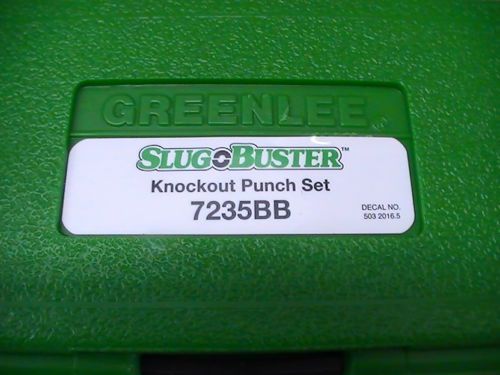 GREENLEE
SLUG BUSTER™
Knockout Punch Set
7235BB
DECAL NO.
503 2016.5